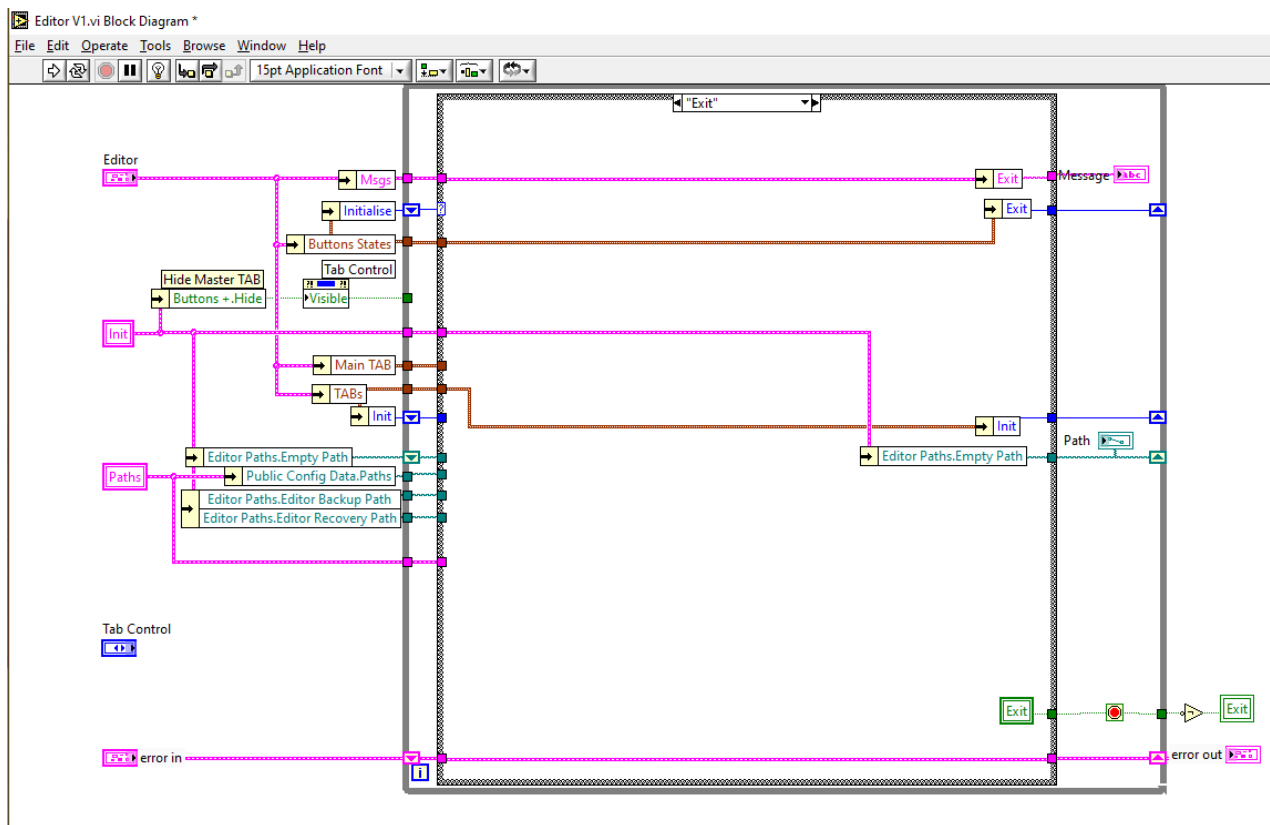 Editor V1.vi Block Diagram *
File Edit Operate Tools Browse Window Help
15pt Application Font
"Exit"
Editor
Msgs
Exit
Message
abc
Initialise
?
Exit
Buttons States
Tab Control
Hide Master TAB
?! ?!
Buttons +.Hide
Visible
Init
Main TAB
TABs
Init
Init
Path
Editor Paths.Empty Path
Editor Paths.Empty Path
Paths
Public Config Data.Paths
Editor Paths.Editor Backup Path
Editor Paths.Editor Recovery Path
Tab Control
Exit
Exit
error in
error out
i